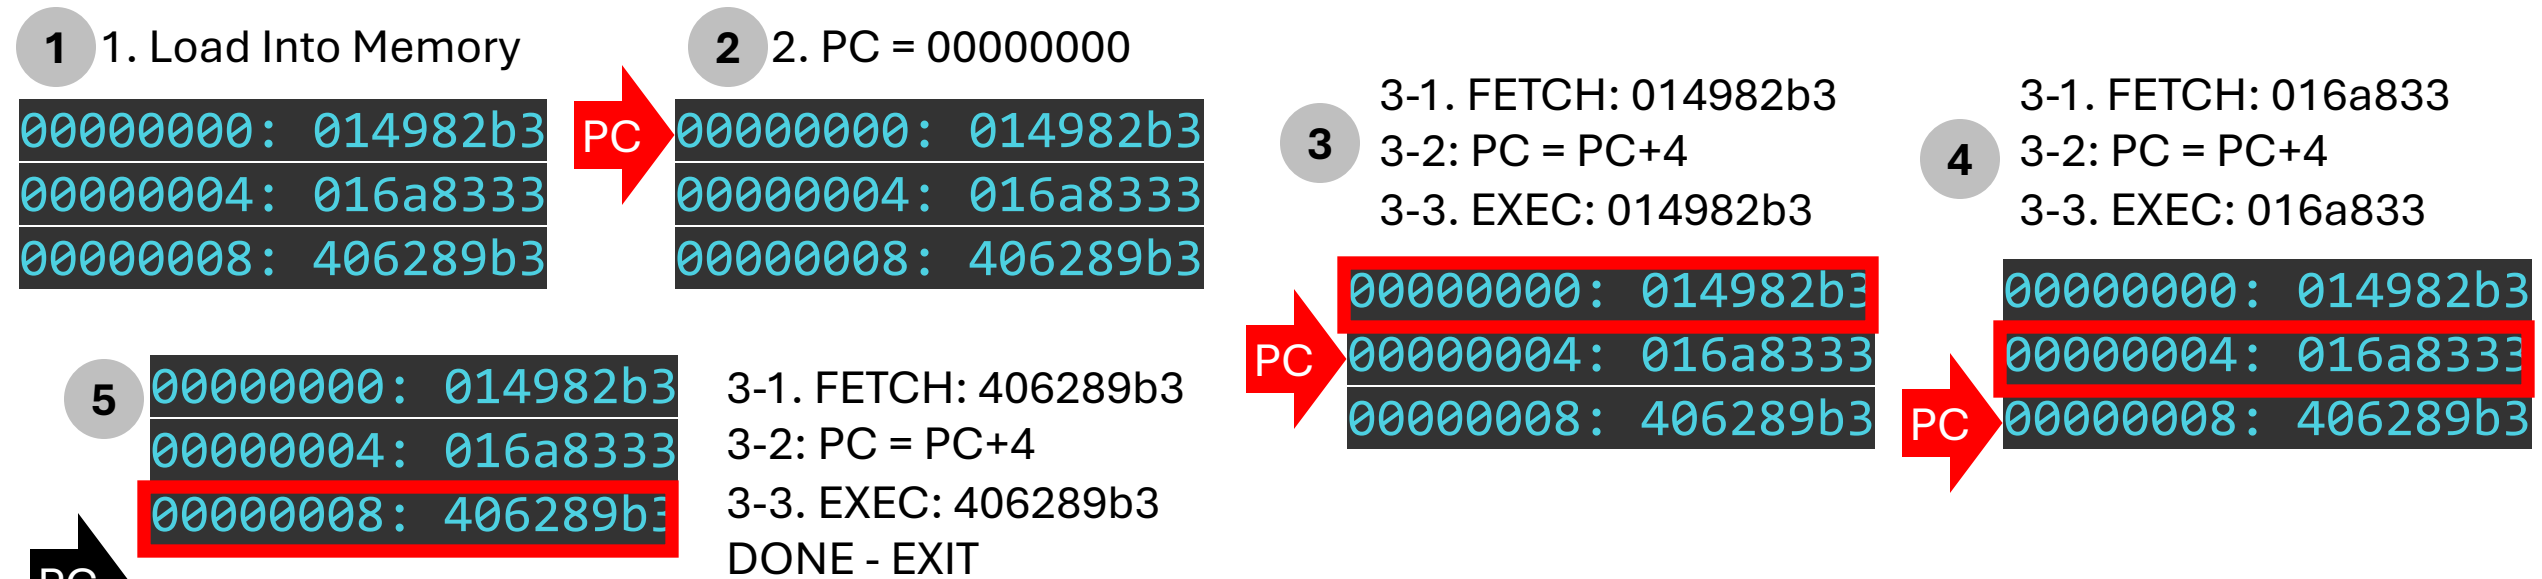 1 1. Load Into Memory
00000000: 014982b3
00000004: 016a8333
00000008: 406289b3
2 2. PC = 00000000
PC
00000000: 014982b3
00000004: 016a8333
00000008: 406289b3
3
3-1. FETCH: 014982b3
3-2: PC = PC+4
3-3. EXEC: 014982b3
00000000: 014982b3
PC
00000004: 016a8333
00000008: 406289b3
4
3-1. FETCH: 016a833
3-2: PC = PC+4
3-3. EXEC: 016a833
00000000: 014982b3
00000004: 016a8333
PC
00000008: 406289b3
5
00000000: 014982b3
00000004: 016a8333
00000008: 406289b3
PC
3-1. FETCH: 406289b3
3-2: PC = PC+4
3-3. EXEC: 406289b3
DONE - EXIT